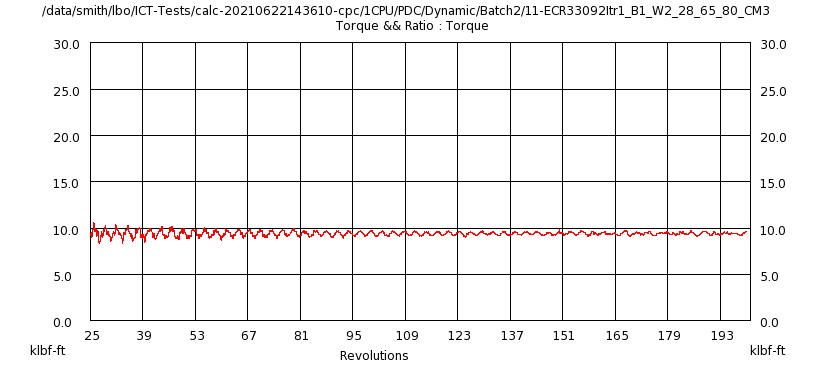 /data/smith/lbo/ICT-Tests/calc-20210622143610-cpc/1CPU/PDC/Dynamic/Batch2/11-ECR33092Itr1_B1_W2_28_65_80_CM3
Torque && Ratio : Torque
30.0 30.0
25.0 25.0
20.0 20.0
15.0 15.0
10.0 10.0
5.0 5.0
0.0 0.0
25 39 53 67 81 95 109 123 137 151 165 179 193
klbf-ft klbf-ft
Revolutions